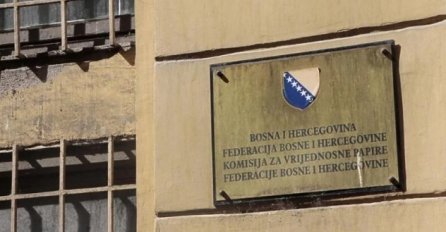 BOSNA I HERCEGOVINA
FEDERACIJA BOSNE I HERCEGOVINE
KOMISIJA ZA VRIJEDNOSNE PAPIRE
FEDERACIJE BOSNE I HERCEGOVINE